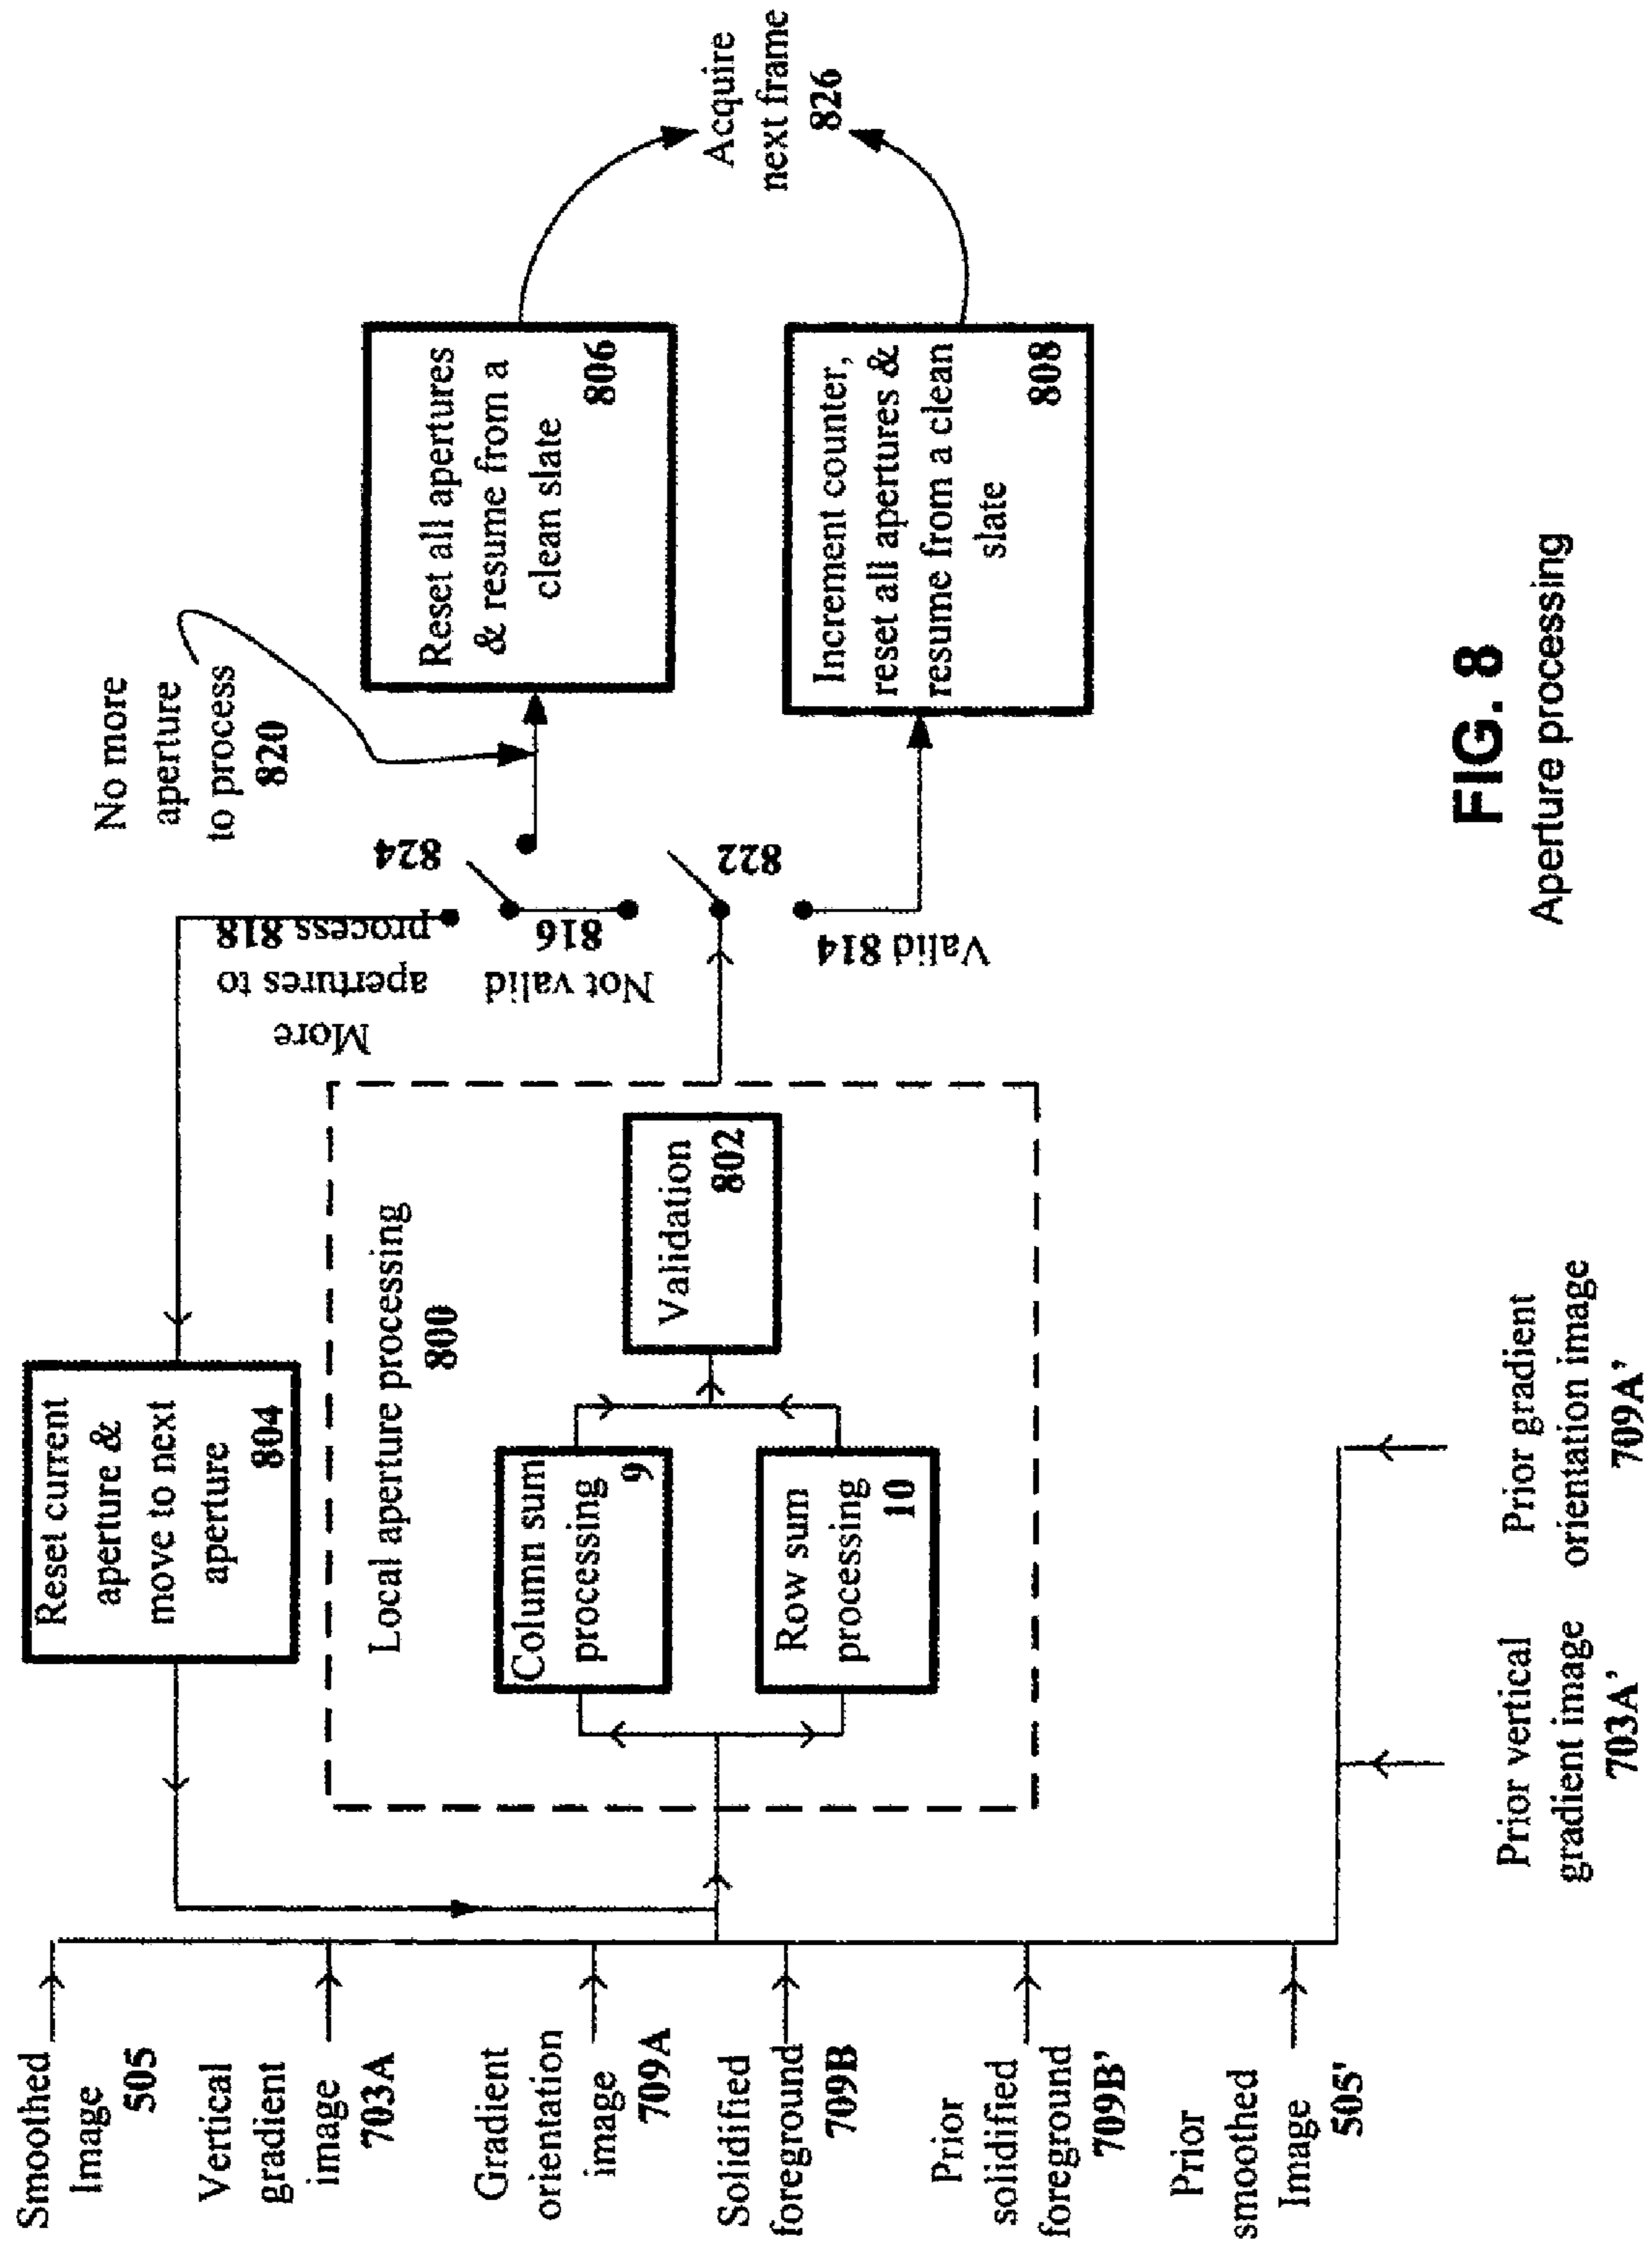 Smoothed
Image
505
Vertical
gradient
image
703A
Gradient
orientation
image
709A
Solidified
foreground
709B
Prior
solidified
foreground
709B'
Prior
smoothed
Image
505'
Prior vertical
gradient image
703A'
Prior gradient
orientation image
709A'
Reset current
aperture &
move to next
aperture
804
Local aperture processing
800
Column sum
processing
9
Row sum
processing
10
Validation
802
More
apertures to
process 818
Not valid
816
Valid 814
824
822
No more
aperture
to process
820
Reset all apertures
& resume from a
clean slate
806
Increment counter,
reset all apertures &
resume from a clean
slate
808
Acquire
next frame
826
FIG. 8
Aperture processing